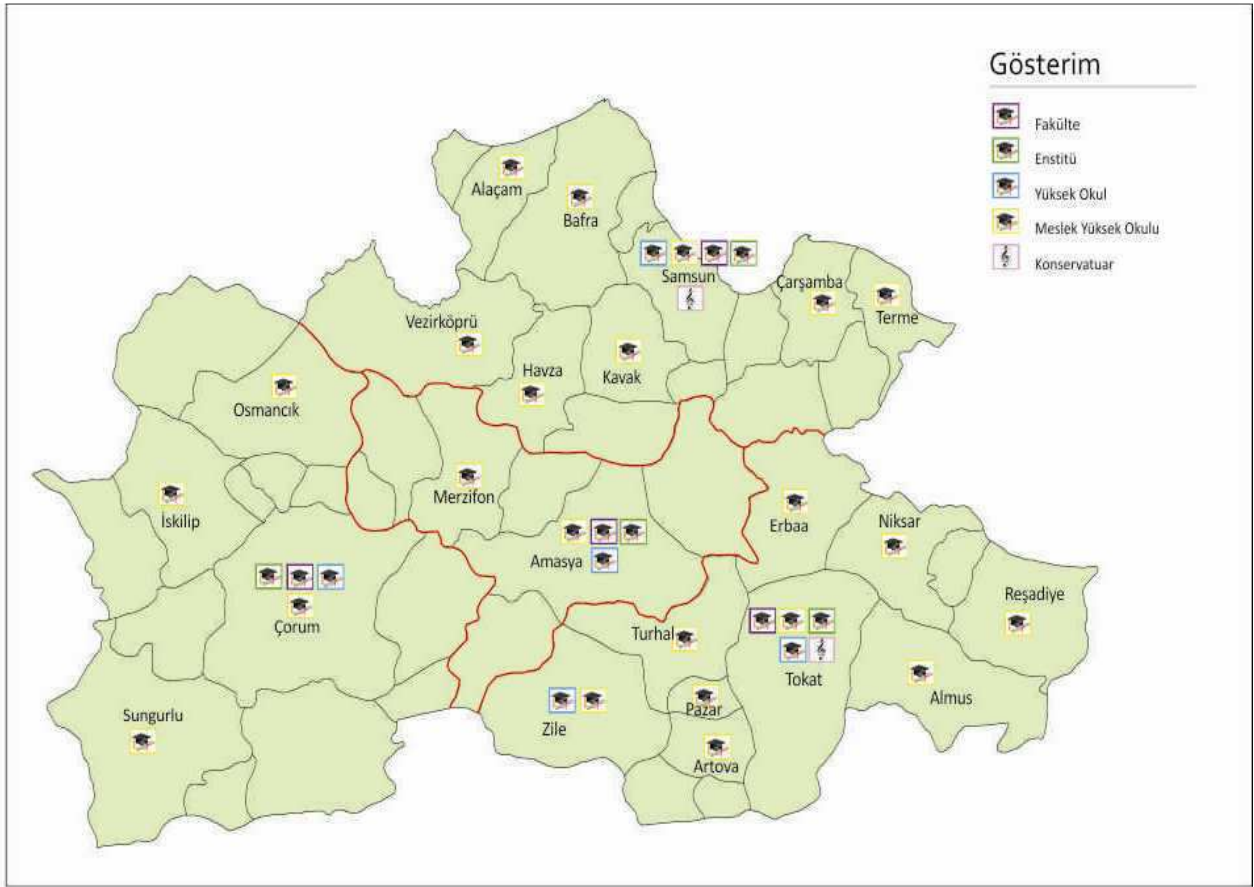 Gösterim
Fakülte
Enstitü
Yüksek Okul
Meslek Yüksek Okulu
Konservatuar
Alaçam
Bafra
Samsun
Çarşamba
Terme
Vezirköprü
Havza
Kavak
Osmancık
Merzifon
İskilip
Erbaa
Niksar
Amasya
Reşadiye
Çorum
Turhal
Tokat
Almus
Pazar
Sungurlu
Zile
Artova